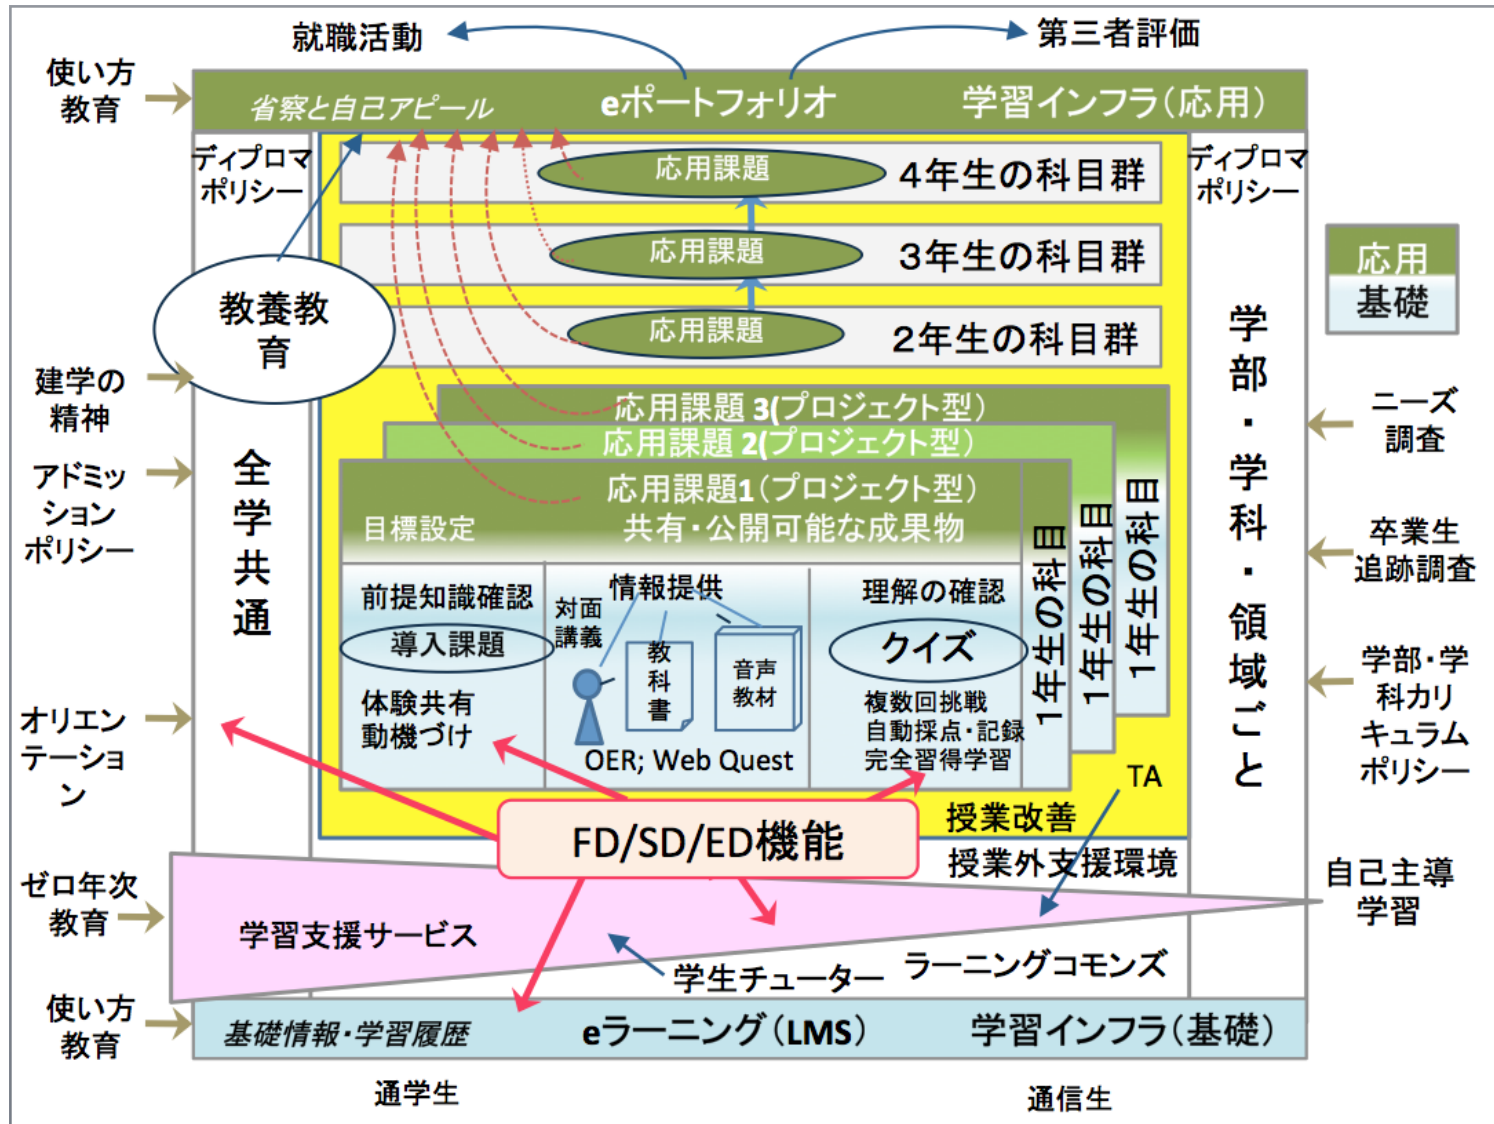 就職活動
第三者評価
使い方
教育
省察と自己アピール
eポートフォリオ
学習インフラ(応用)
ディプロマ
ポリシー
ディプロマ
ポリシー
応用課題
4年生の科目群
応用課題
3年生の科目群
応用課題
2年生の科目群
応用
基礎
教養教
育
建学の
精神
アドミッ
ション
ポリシー
全学共通
学部・学科・領域ごと
ニーズ
調査
卒業生
追跡調査
学部・学
科カリ
キュラム
ポリシー
応用課題 3(プロジェクト型)
応用課題 2(プロジェクト型)
応用課題1(プロジェクト型)
目標設定
共有・公開可能な成果物
1年生の科目
1年生の科目
1年生の科目
前提知識確認
導入課題
体験共有
動機づけ
情報提供
対面
講義
教科書
音声
教材
OER; Web Quest
理解の確認
クイズ
複数回挑戦
自動採点・記録
完全習得学習
オリエン
テーショ
ン
TA
FD/SD/ED機能
授業改善
授業外支援環境
ゼロ年次
教育
学習支援サービス
自己主導
学習
学生チューター
ラーニングコモンズ
使い方
教育
基礎情報・学習履歴
eラーニング(LMS)
学習インフラ(基礎)
通学生
通信生